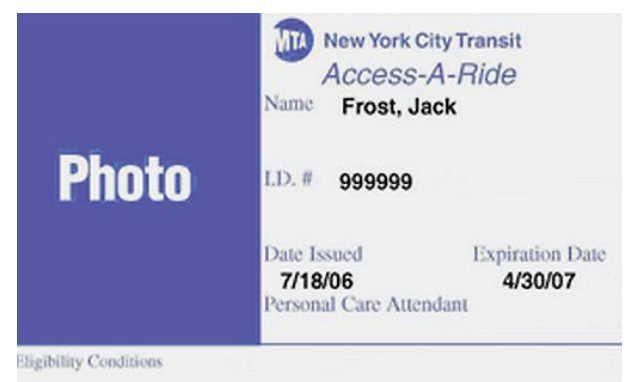 MTA New York City Transit
Access-A-Ride
Name Frost, Jack
Photo
I.D. # 999999
Date Issued Expiration Date
7/18/06 4/30/07
Personal Care Attendant
Eligibility Conditions